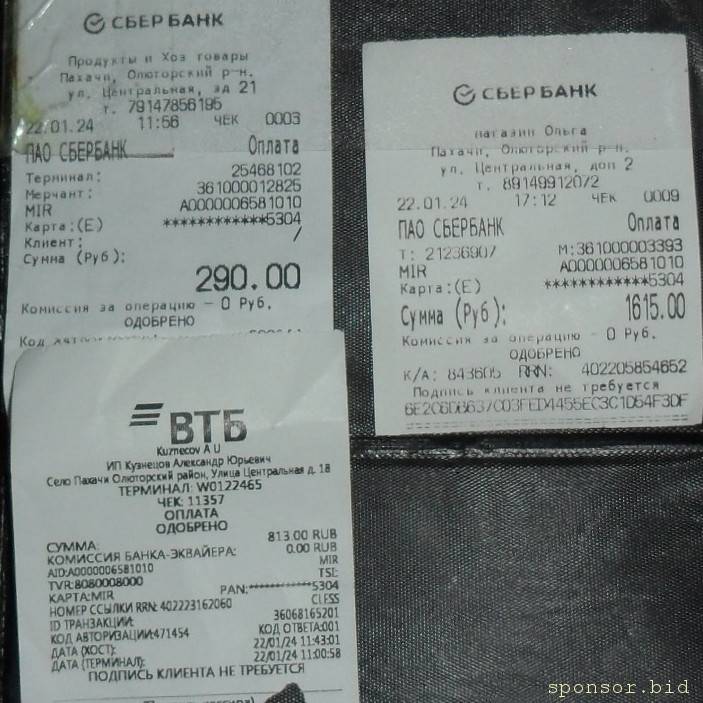 СБЕР БАНК
Продукты и Хоз товары
Пахачи, Олюторский р-н.
ул. Центральная, зд 21
т. 79147856195
22.01.24 11:56 ЧЕК 0003
ПАО СБЕРБАНК Оплата
Терминал: 25468102
Мерчант: 361000012825
MIR A0000006581010
Карта:(E) ************5304
Клиент: /
Сумма (Руб):
290.00
Комиссия за операцию – 0 Руб.
ОДОБРЕНО
Код
СБЕР БАНК
магазин Ольга
Пахачи, Олюторский р-н.
ул. Центральная, доп 2
т. 89149912072
22.01.24 17:12 ЧЕК 0009
ПАО СБЕРБАНК Оплата
Т: 21236907 М:361000003393
MIR A0000006581010
Карта:(E) ************5304
Сумма (Руб): 1615.00
Комиссия за операцию – 0 Руб.
ОДОБРЕНО
К/А: 843605 RRN: 402205854652
Подпись клиента не требуется
ВТБ
Kuznecov A U
ИП Кузнецов Александр Юрьевич
Село Пахачи Олюторский район, Улица Центральная д. 18
ТЕРМИНАЛ: W0122465
ЧЕК: 11357
ОПЛАТА
ОДОБРЕНО
СУММА: 813.00 RUB
КОМИССИЯ БАНКА-ЭКВАЙЕРА: 0.00 RUB
AID:A0000006581010 MIR
TVR:8080008000 TSI:
КАРТА:MIR PAN:************5304
НОМЕР ССЫЛКИ RRN: 402223162060 CLESS
ID ТРАНЗАКЦИИ: 36068165201
КОД АВТОРИЗАЦИИ:471454 КОД ОТВЕТА:001
ДАТА (ХОСТ): 22/01/24 11:43:01
ДАТА (ТЕРМИНАЛ): 22/01/24 11:00:58
ПОДПИСЬ КЛИЕНТА НЕ ТРЕБУЕТСЯ
sponsor.bid